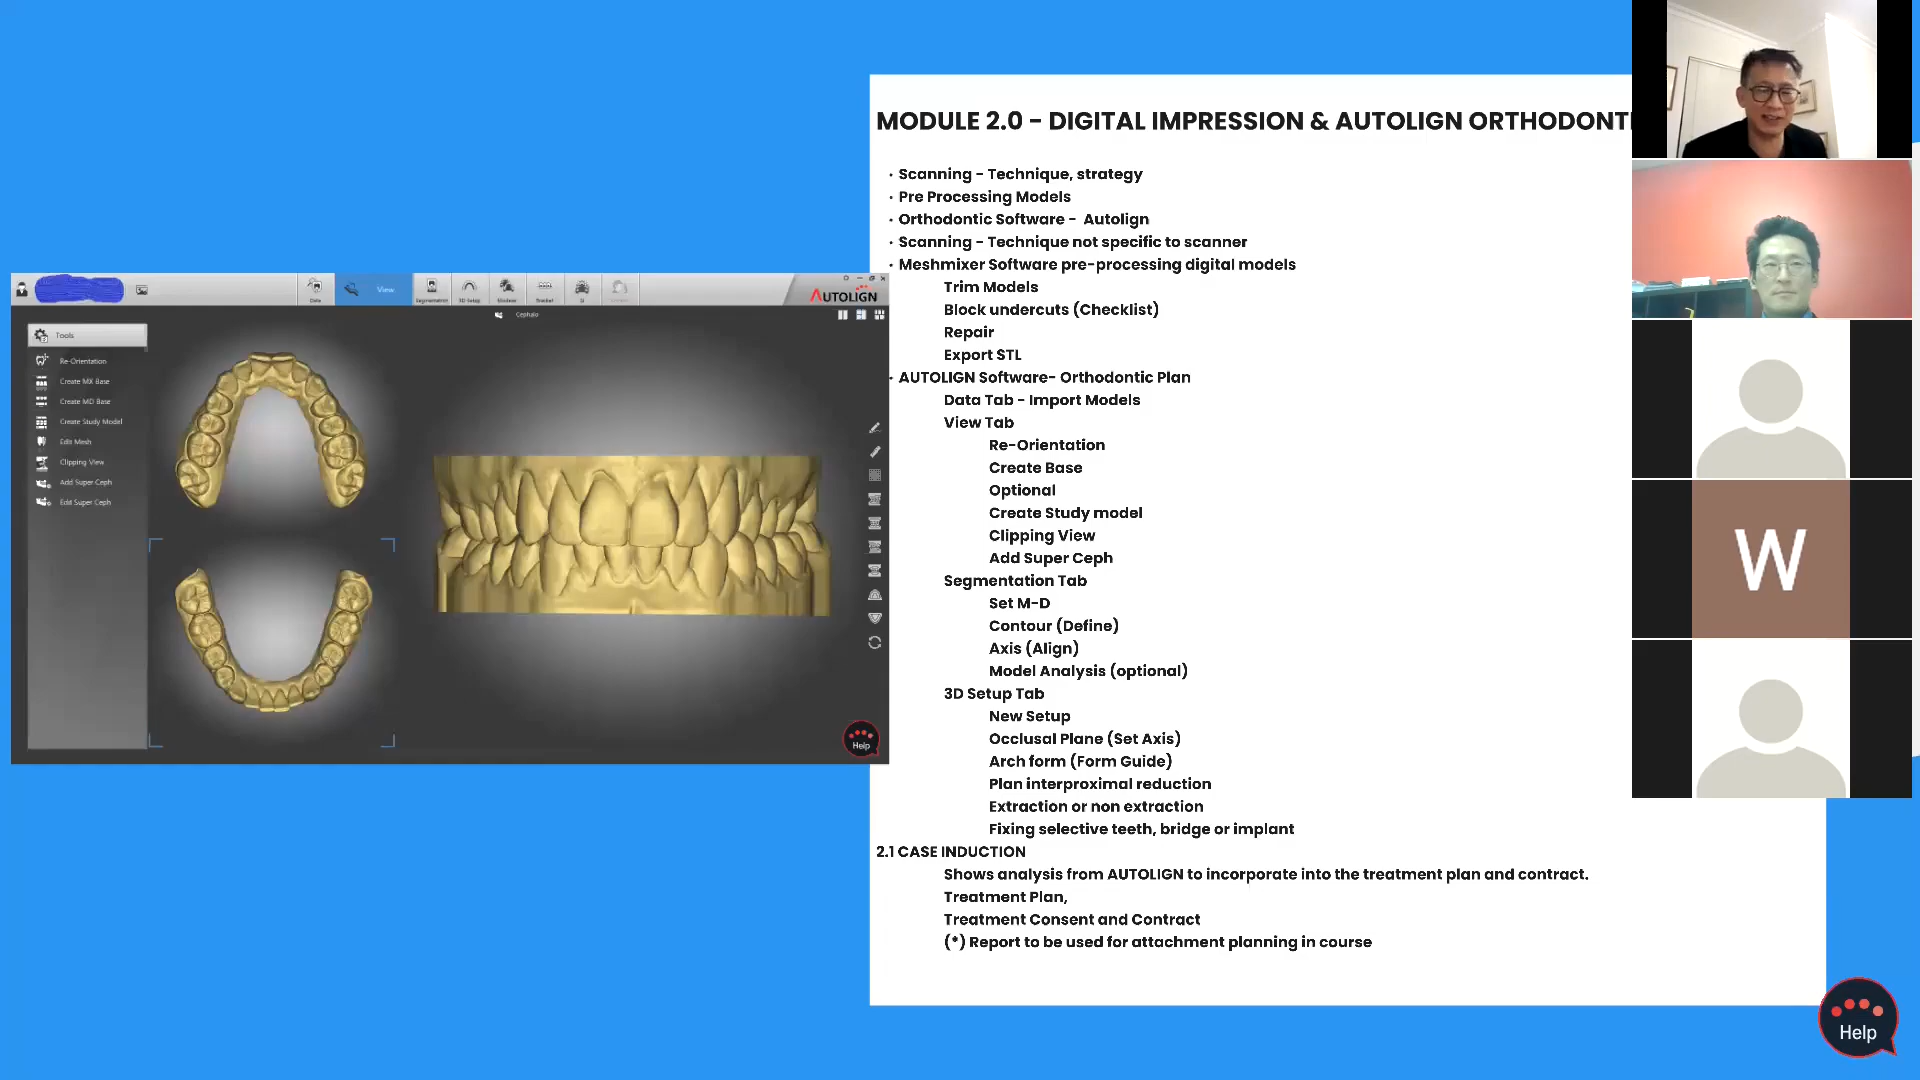 MODULE 2.0 - DIGITAL IMPRESSION & AUTOLIGN ORTHODONTI
· Scanning - Technique, strategy
· Pre Processing Models
· Orthodontic Software - Autolign
· Scanning - Technique not specific to scanner
· Meshmixer Software pre-processing digital models
Trim Models
Block undercuts (Checklist)
Repair
Export STL
· AUTOLIGN Software- Orthodontic Plan
Data Tab - Import Models
View Tab
Re-Orientation
Create Base
Optional
Create Study model
Clipping View
Add Super Ceph
Segmentation Tab
Set M-D
Contour (Define)
Axis (Align)
Model Analysis (optional)
3D Setup Tab
New Setup
Occlusal Plane (Set Axis)
Arch form (Form Guide)
Plan interproximal reduction
Extraction or non extraction
Fixing selective teeth, bridge or implant
2.1 CASE INDUCTION
Shows analysis from AUTOLIGN to incorporate into the treatment plan and contract.
Treatment Plan,
Treatment Consent and Contract
(*) Report to be used for attachment planning in course
Data View Segmentation 3D Setup Bracket
AUTOLIGN
Cephalo
Tools
Re-Orientation
Create MX Base
Create MD Base
Create Study Model
Edit Mesh
Clipping View
Add Super Ceph
Edit Super Ceph
Help
W
Help